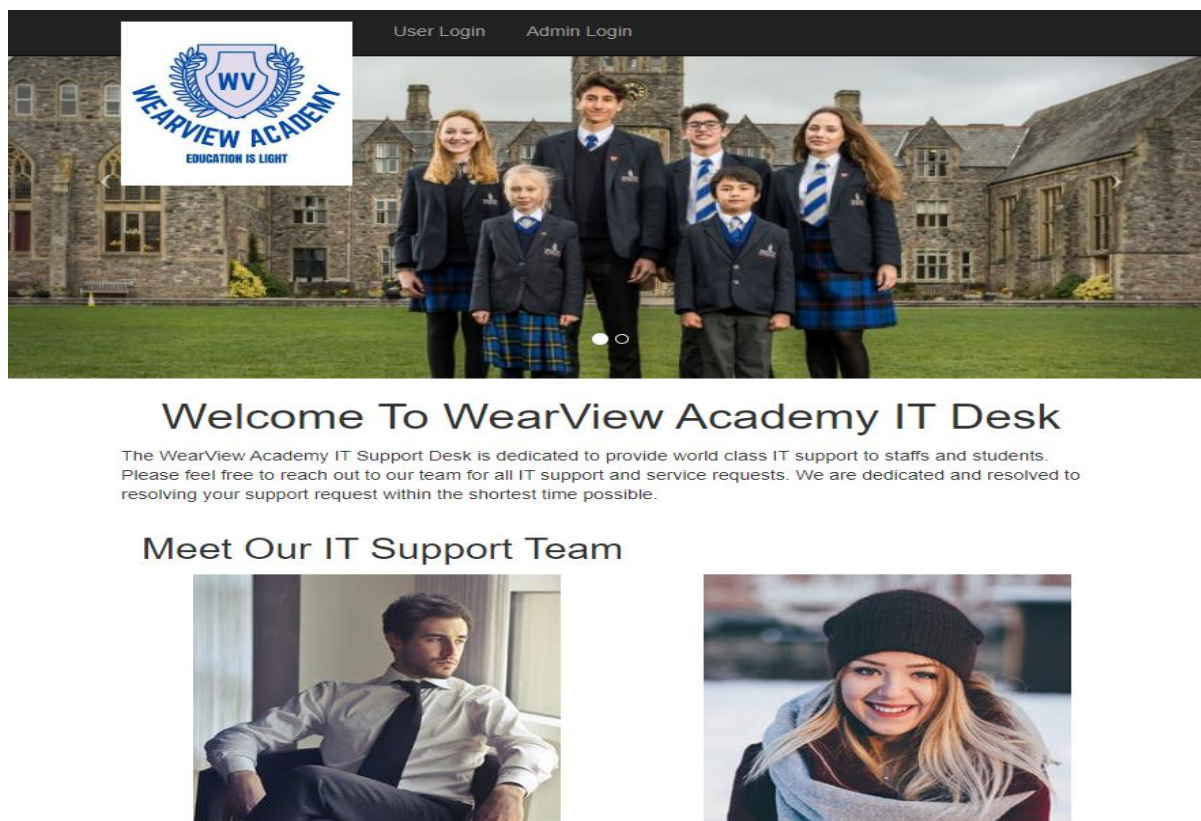 User Login Admin Login
WV
WEARVIEW ACADEMY
EDUCATION IS LIGHT
Welcome To WearView Academy IT Desk
The WearView Academy IT Support Desk is dedicated to provide world class IT support to staffs and students.
Please feel free to reach out to our team for all IT support and service requests. We are dedicated and resolved to
resolving your support request within the shortest time possible.
Meet Our IT Support Team